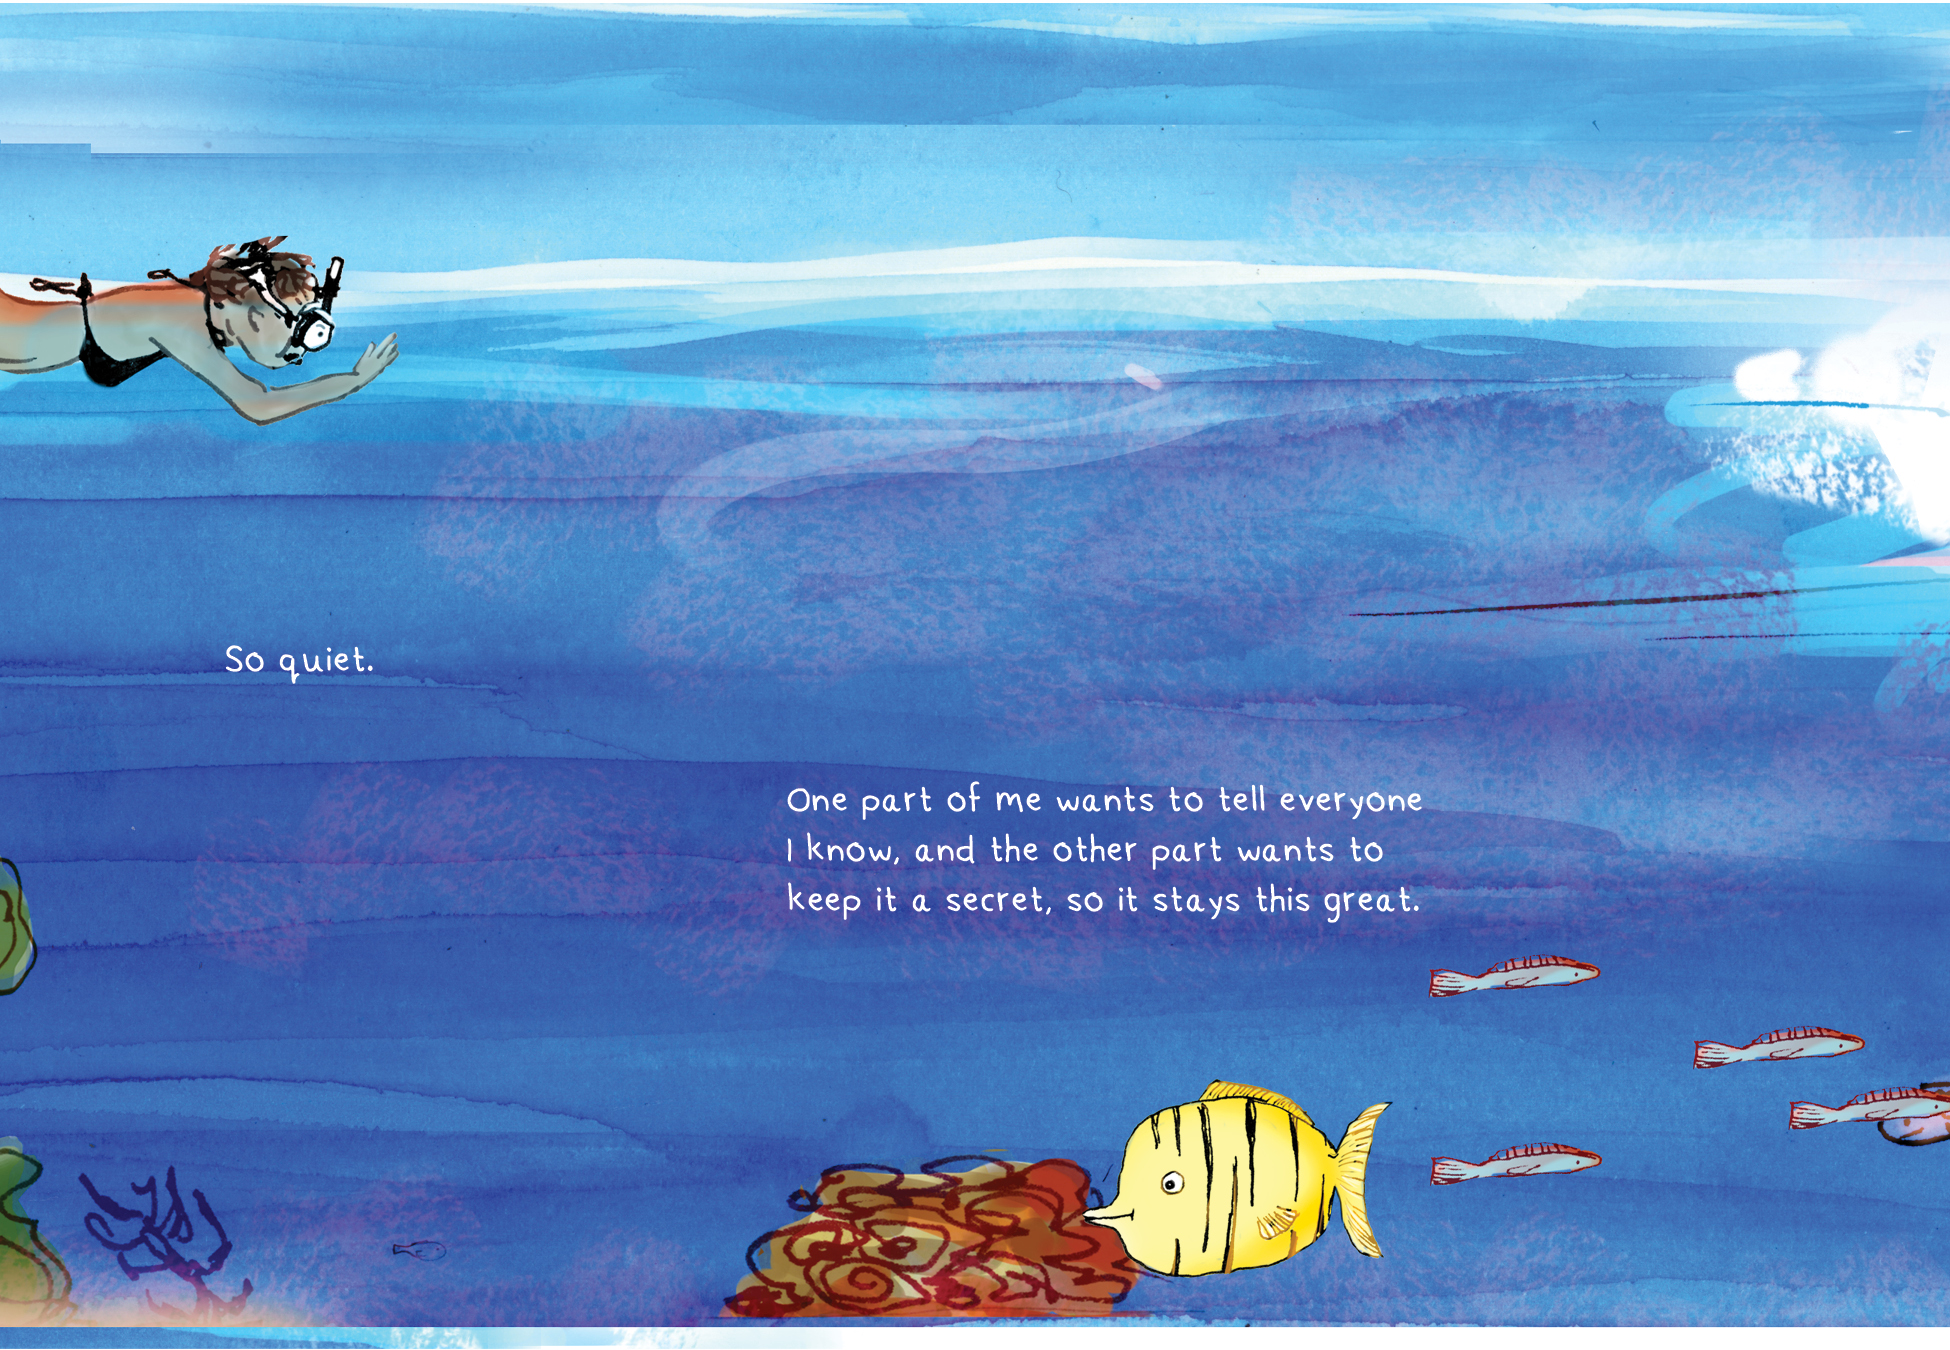 So quiet.
One part of me wants to tell everyone
I know, and the other part wants to
keep it a secret, so it stays this great.